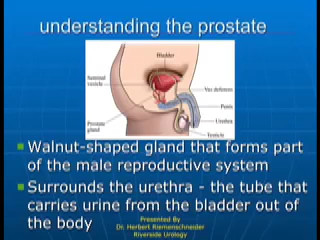 understanding the prostate
Bladder
Seminal vesicle
Vas deferens
Penis
Prostate gland
Urethra
Testicle
Walnut-shaped gland that forms part
of the male reproductive system
Surrounds the urethra - the tube that
carries urine from the bladder out of
the body
Presented By
Dr. Herbert Riemenschneider
Riverside Urology